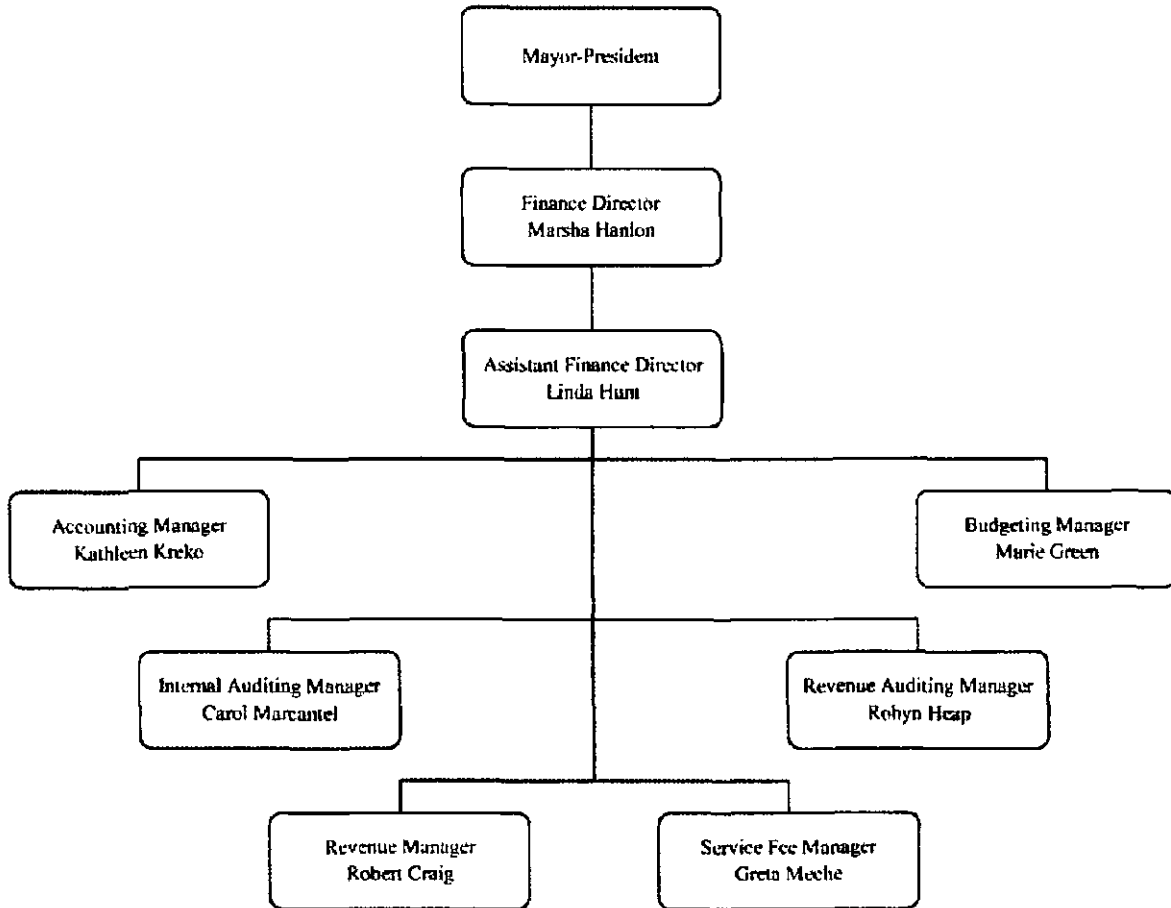 Mayor-President
Finance Director
Marsha Hanlon
Assistant Finance Director
Linda Hunt
Accounting Manager
Kathleen Kreko
Budgeting Manager
Marie Green
Internal Auditing Manager
Carol Marcantel
Revenue Auditing Manager
Robyn Heap
Revenue Manager
Robert Craig
Service Fee Manager
Greta Meche